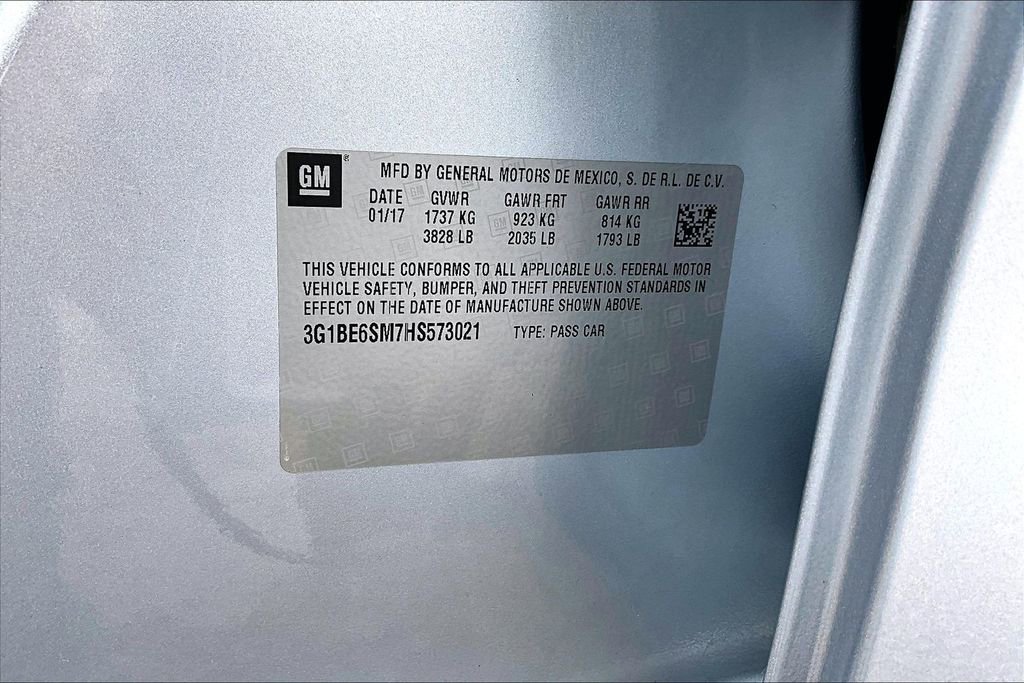 GM®
MFD BY GENERAL MOTORS DE MEXICO, S. DE R.L. DE C.V.
DATE GVWR GAWR FRT GAWR RR
01/17 1737 KG 923 KG 814 KG
3828 LB 2035 LB 1793 LB
THIS VEHICLE CONFORMS TO ALL APPLICABLE U.S. FEDERAL MOTOR
VEHICLE SAFETY, BUMPER, AND THEFT PREVENTION STANDARDS IN
EFFECT ON THE DATE OF MANUFACTURE SHOWN ABOVE.
3G1BE6SM7HS573021 TYPE: PASS CAR